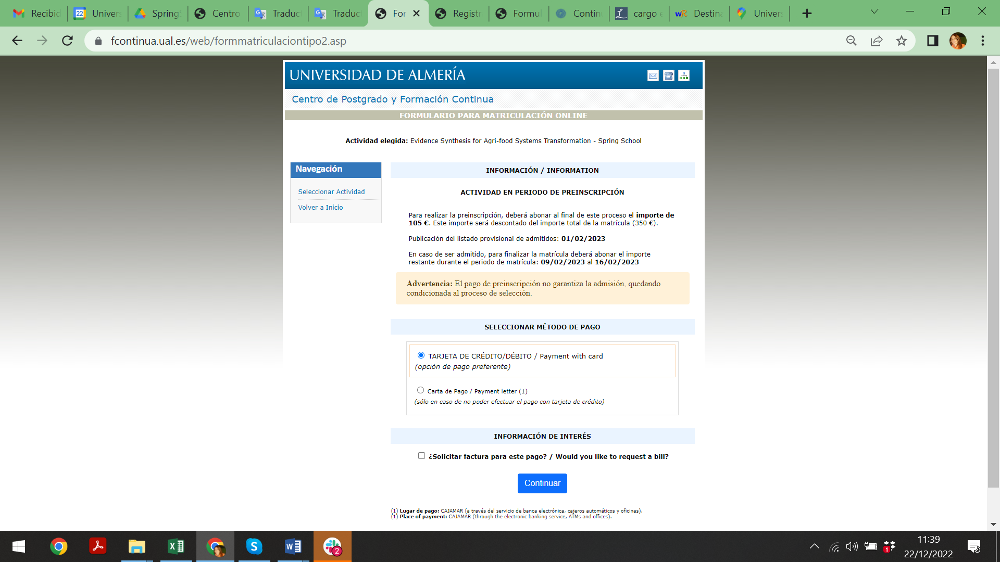 Recibid
22
Univers
Spring
Centro
Traduct
Traduct
For
Registr
Formul
Contin
L
cargo e
wR
Destina
Univers
fcontinua.ual.es/web/formmatriculaciontipo2.asp
UNIVERSIDAD DE ALMERÍA
Centro de Postgrado y Formación Continua
FORMULARIO PARA MATRICULACIÓN ONLINE
Actividad elegida: Evidence Synthesis for Agri-food Systems Transformation - Spring School
Navegación
Seleccionar Actividad
Volver a Inicio
INFORMACIÓN / INFORMATION
ACTIVIDAD EN PERIODO DE PREINSCRIPCIÓN
Para realizar la preinscripción, deberá abonar al final de este proceso el importe de
105 €. Este importe será descontado del importe total de la matrícula (350 €).
Publicación del listado provisional de admitidos: 01/02/2023
En caso de ser admitido, para finalizar la matrícula deberá abonar el importe
restante durante el periodo de matrícula: 09/02/2023 al 16/02/2023
Advertencia: El pago de preinscripción no garantiza la admisión, quedando
condicionada al proceso de selección.
SELECCIONAR MÉTODO DE PAGO
TARJETA DE CRÉDITO/DÉBITO / Payment with card
(opción de pago preferente)
Carta de Pago / Payment letter (1)
(sólo en caso de no poder efectuar el pago con tarjeta de crédito)
INFORMACIÓN DE INTERÉS
¿Solicitar factura para este pago? / Would you like to request a bill?
Continuar
(1) Lugar de pago: CAJAMAR (a través del servicio de banca electrónica, cajeros automáticos y oficinas).
(1) Place of payment: CAJAMAR (through the electronic banking service, ATMs and offices).
2
1
11:39
22/12/2022